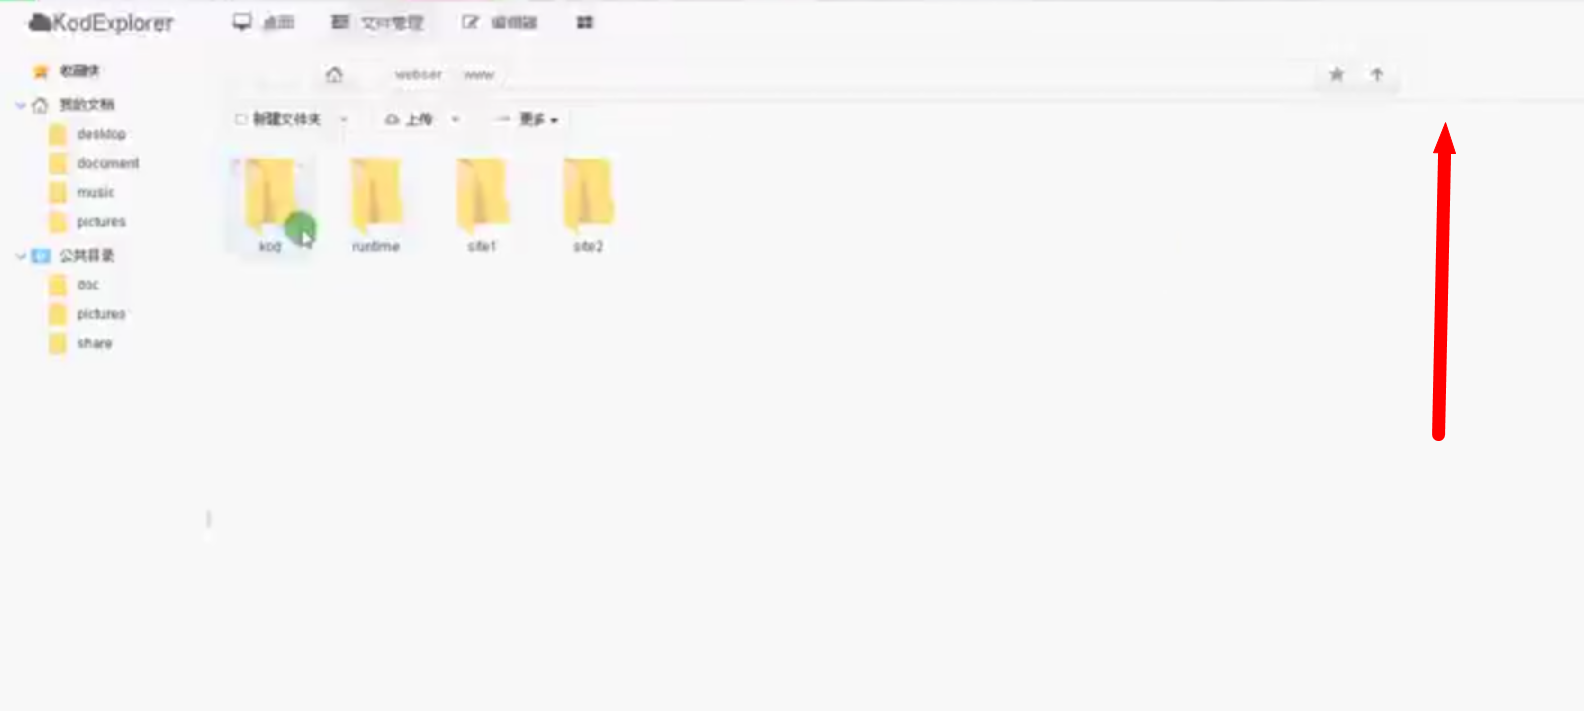 KodExplorer
桌面
文件管理
编辑器
收藏夹
我的文档
desktop
document
music
pictures
公共目录
doc
pictures
share
webser www
新建文件夹 上传 更多
kod runtime site1 site2